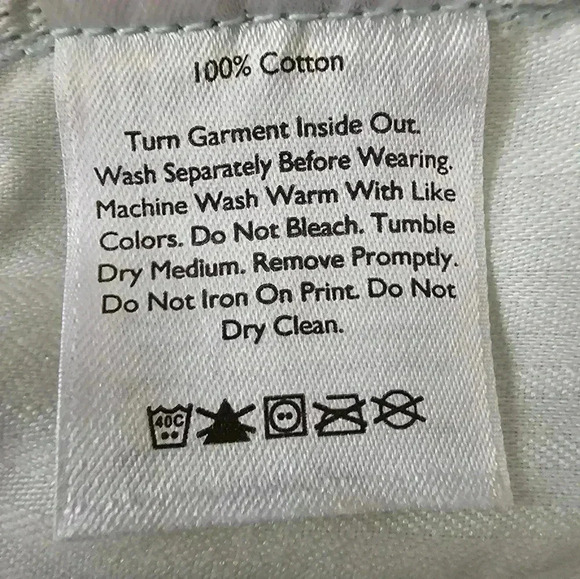 100% Cotton
Turn Garment Inside Out.
Wash Separately Before Wearing.
Machine Wash Warm With Like
Colors. Do Not Bleach. Tumble
Dry Medium. Remove Promptly.
Do Not Iron On Print. Do Not
Dry Clean.
40C